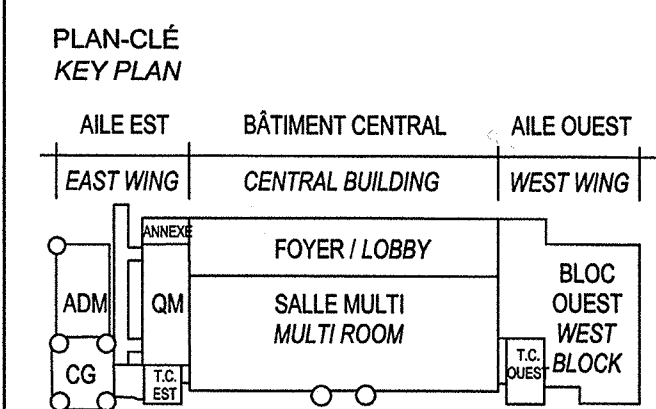 PLAN-CLÉ
KEY PLAN
AILE EST
BÂTIMENT CENTRAL
AILE OUEST
EAST WING
CENTRAL BUILDING
WEST WING
ANNEXE
FOYER / LOBBY
ADM
QM
SALLE MULTI
MULTI ROOM
BLOC
OUEST
WEST
BLOCK
CG
T.C.
EST
T.C.
OUEST